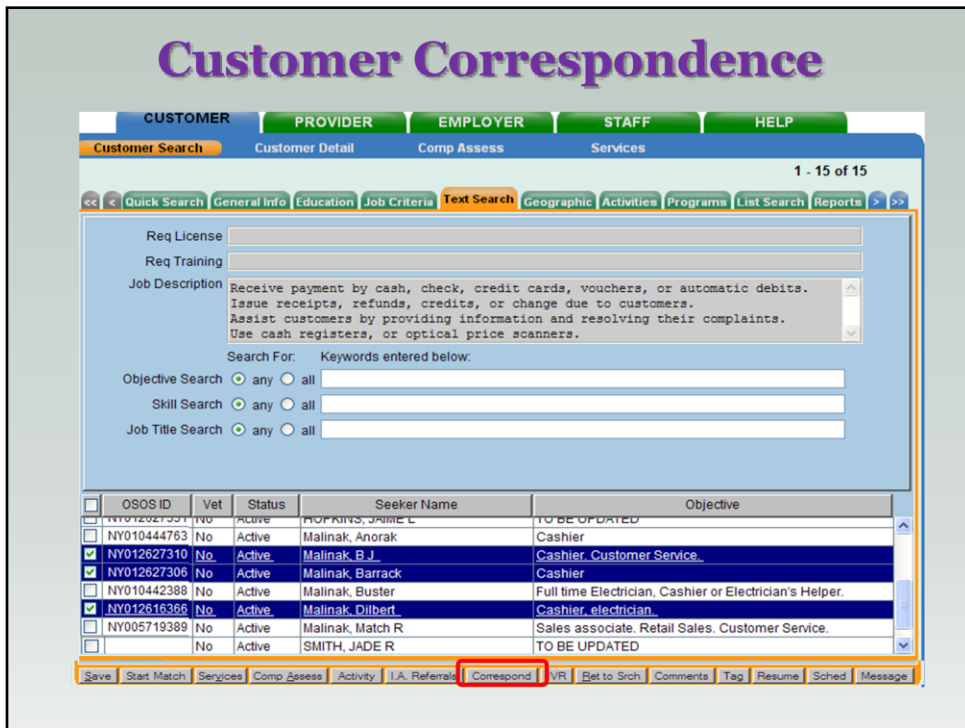 Customer Correspondence
CUSTOMER PROVIDER EMPLOYER STAFF HELP
Customer Search Customer Detail Comp Assess Services
1 - 15 of 15
<< < Quick Search General Info Education Job Criteria Text Search Geographic Activities Programs List Search Reports > >>
Req License
Req Training
Job Description Receive payment by cash, check, credit cards, vouchers, or automatic debits.
Issue receipts, refunds, credits, or change due to customers.
Assist customers by providing information and resolving their complaints.
Use cash registers, or optical price scanners.
Search For: Keywords entered below:
Objective Search any all
Skill Search any all
Job Title Search any all
OSOS ID Vet Status Seeker Name Objective
NY012627331 No Active HOPKINS, JAIME L TO BE UPDATED
NY010444763 No Active Malinak, Anorak Cashier
NY012627310 No Active Malinak, B.J. Cashier. Customer Service.
NY012627306 No Active Malinak, Barrack Cashier
NY010442388 No Active Malinak, Buster Full time Electrician, Cashier or Electrician's Helper.
NY012616366 No Active Malinak, Dilbert Cashier, electrician.
NY005719389 No Active Malinak, Match R Sales associate. Retail Sales. Customer Service.
No Active SMITH, JADE R TO BE UPDATED
Save Start Match Services Comp Assess Activity I.A. Referrals Correspond VR Ret to Srch Comments Tag Resume Sched Message